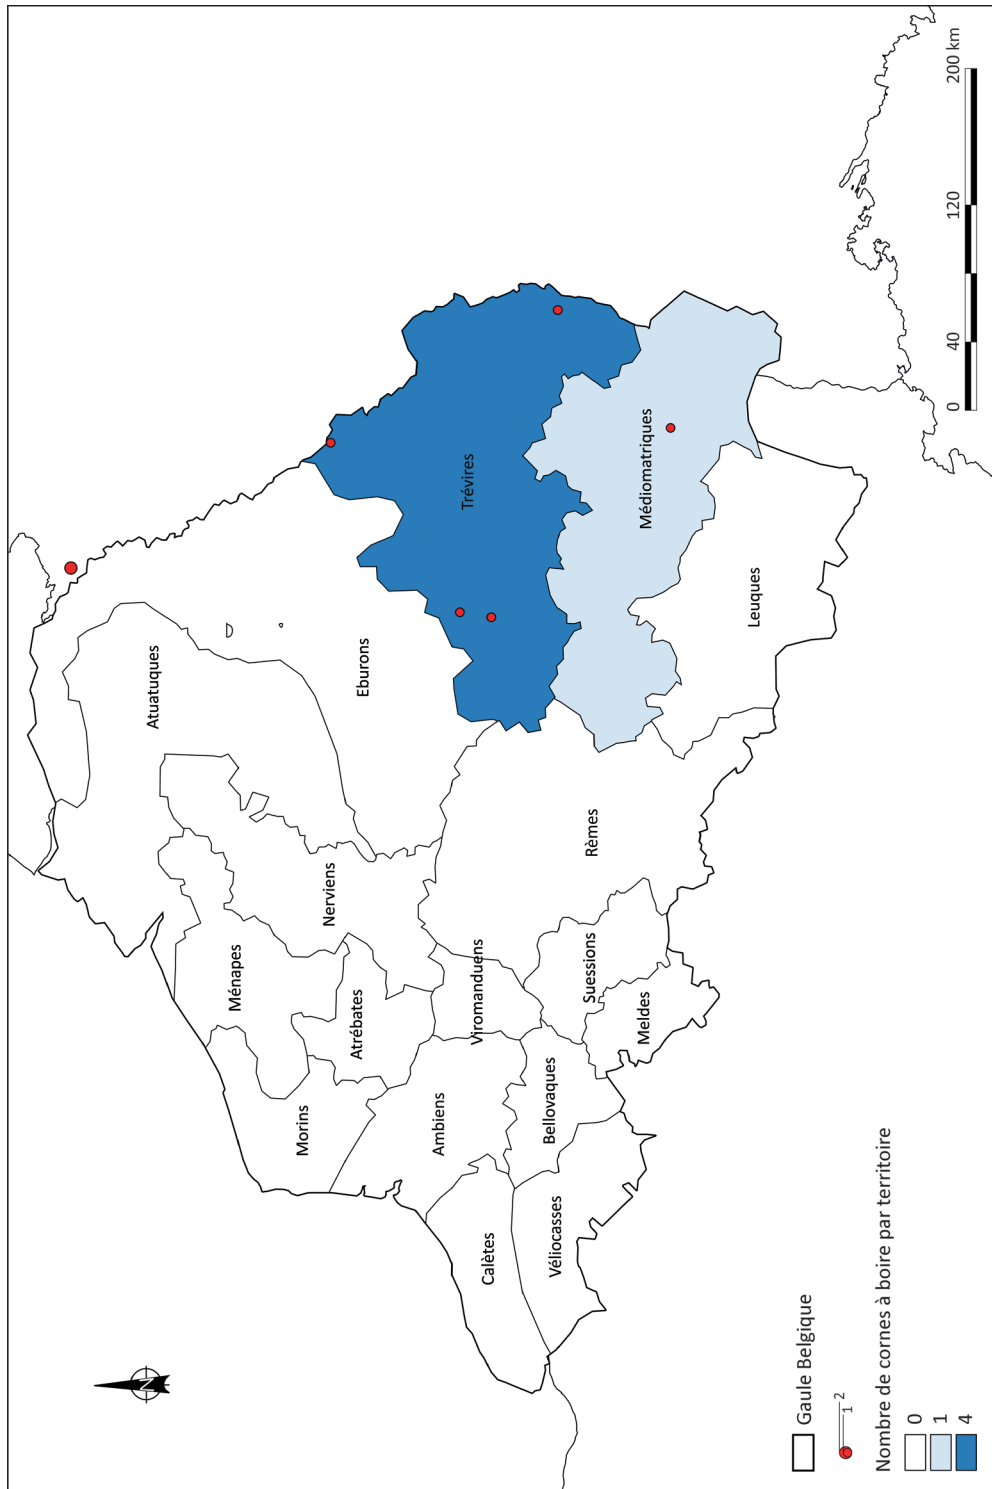 N
Atuatuques
Eburons
Ménapes
Nerviens
Morins
Atrébates
Trévires
Ambiens
Viromanduens
Rèmes
Médiomatriques
Calètes
Bellovaques
Suessions
Véliocasses
Meldes
Leuques
Gaule Belgique
1 2
Nombre de cornes à boire par territoire
0
1
4
0 40 120 200 km